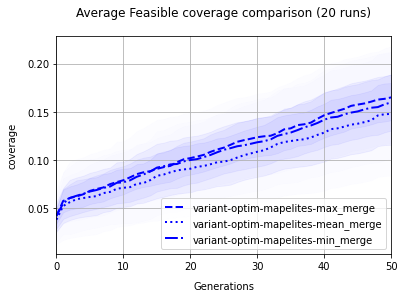 Average Feasible coverage comparison (20 runs)
0.20
0.15
0.10
0.05
coverage
variant-optim-mapelites-max_merge
variant-optim-mapelites-mean_merge
variant-optim-mapelites-min_merge
0 10 20 30 40 50
Generations